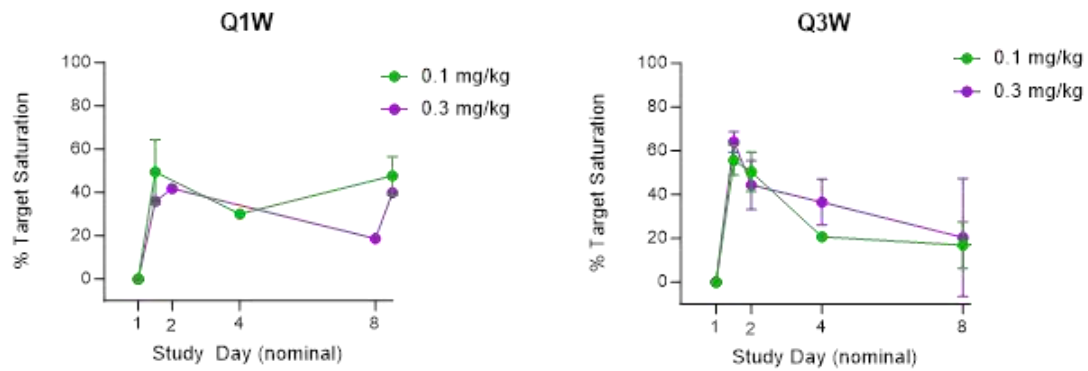 Q1W
100
80
60
40
20
0
% Target Saturation
1 2 4 8
Study Day (nominal)
0.1 mg/kg
0.3 mg/kg
Q3W
100
80
60
40
20
0
% Target Saturation
1 2 4 8
Study Day (nominal)
0.1 mg/kg
0.3 mg/kg